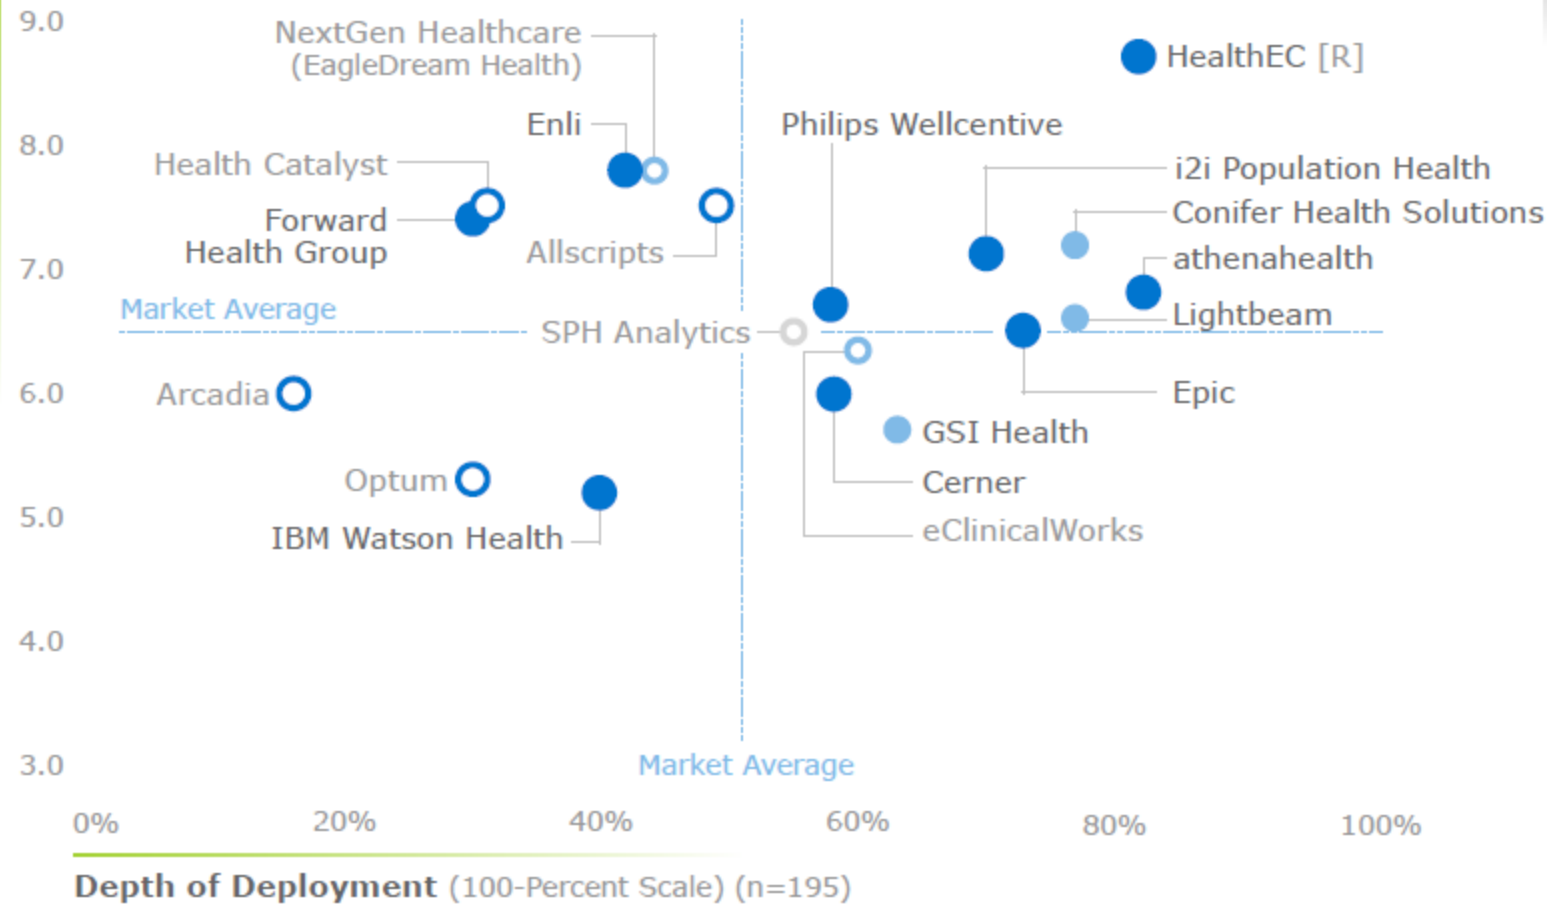 9.0
NextGen Healthcare
(EagleDream Health)
HealthEC [R]
Enli
Philips Wellcentive
8.0
Health Catalyst
i2i Population Health
Forward
Health Group
Conifer Health Solutions
Allscripts
athenahealth
7.0
Market Average
Lightbeam
SPH Analytics
6.0
Arcadia
Epic
GSI Health
Optum
Cerner
5.0
IBM Watson Health
eClinicalWorks
4.0
3.0
Market Average
0% 20% 40% 60% 80% 100%
Depth of Deployment (100-Percent Scale) (n=195)